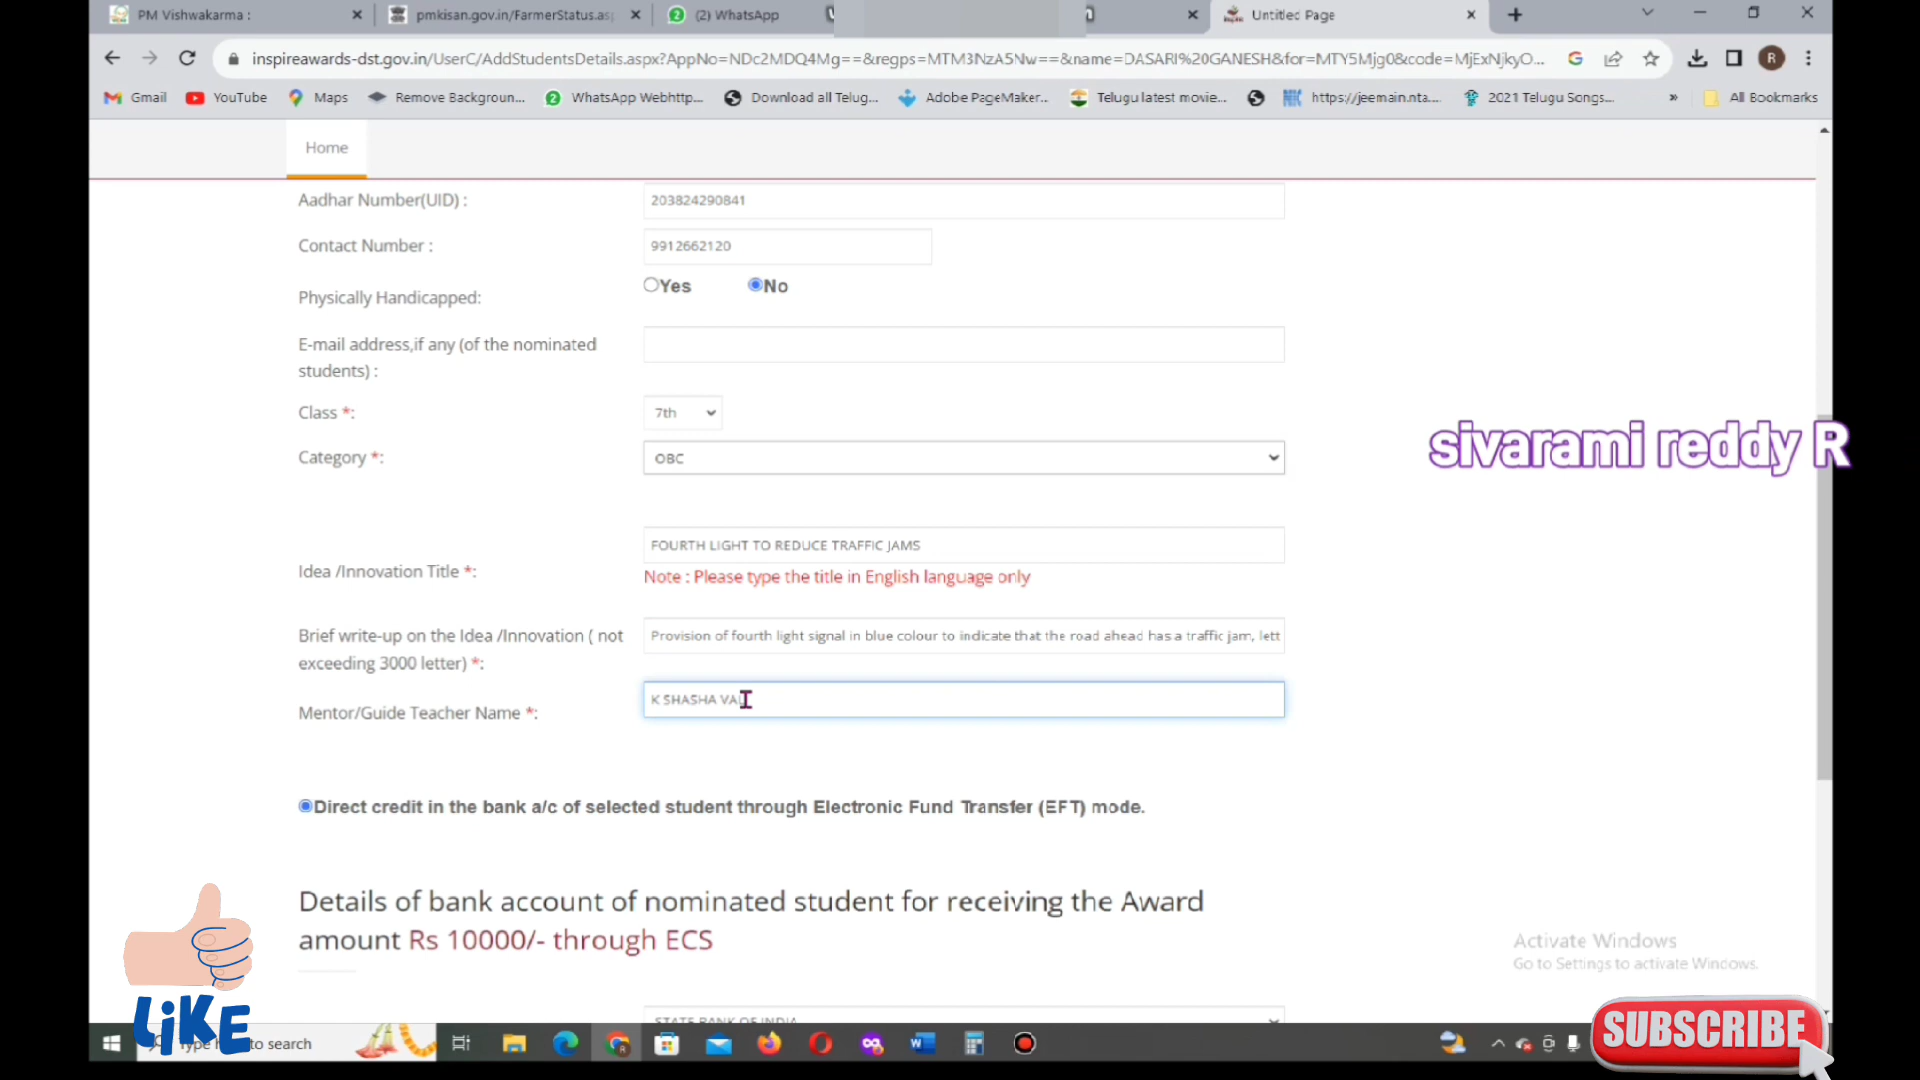 PM Vishwakarma :
pmkisan.gov.in/FarmerStatus.as
(2) WhatsApp
Untitled Page
inspireawards-dst.gov.in/UserC/AddStudentsDetails.aspx?AppNo=NDc2MDQ4Mg==&regps=MTM3NzA5Nw==&name=DASARI%20GANESH&for=MTY5Mjg0&code=MjExNjkyO...
R
Gmail
YouTube
Maps
Remove Backgroun...
WhatsApp Webhttp...
Download all Telug...
Adobe PageMaker...
Telugu latest movie...
https://jeemain.nta....
2021 Telugu Songs...
»
All Bookmarks
Home
Aadhar Number(UID) :
203824290841
Contact Number :
9912662120
Physically Handicapped:
Yes
No
E-mail address,if any (of the nominated
students) :
Class *:
7th
Category *:
OBC
sivarami reddy R
Idea /Innovation Title *:
FOURTH LIGHT TO REDUCE TRAFFIC JAMS
Note : Please type the title in English language only
Brief write-up on the Idea /Innovation ( not
exceeding 3000 letter) *:
Provision of fourth light signal in blue colour to indicate that the road ahead has a traffic jam, lett
Mentor/Guide Teacher Name *:
K SHASHA VAL
Direct credit in the bank a/c of selected student through Electronic Fund Transfer (EFT) mode.
Details of bank account of nominated student for receiving the Award
amount Rs 10000/- through ECS
STATE BANK OF INDIA
Activate Windows
Go to Settings to activate Windows.
LIKE
Type here to search
SUBSCRIBE